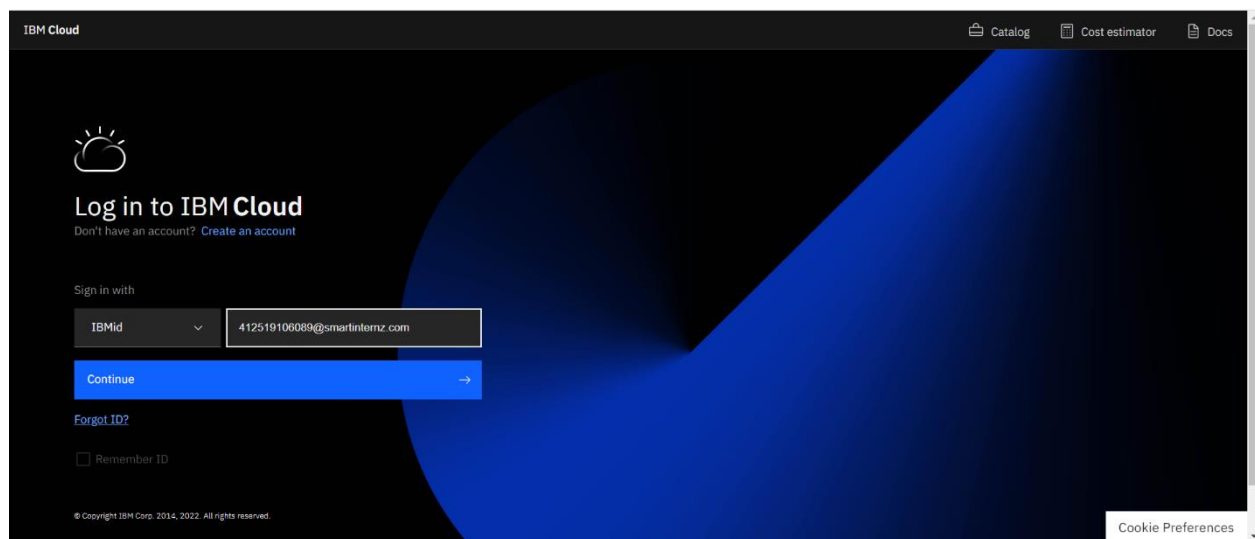 IBM Cloud
Catalog
Cost estimator
Docs
Log in to IBM Cloud
Don't have an account? Create an account
Sign in with
IBMid
412519106089@smartinternz.com
Continue
Forgot ID?
Remember ID
© Copyright IBM Corp. 2014, 2022. All rights reserved.
Cookie Preferences